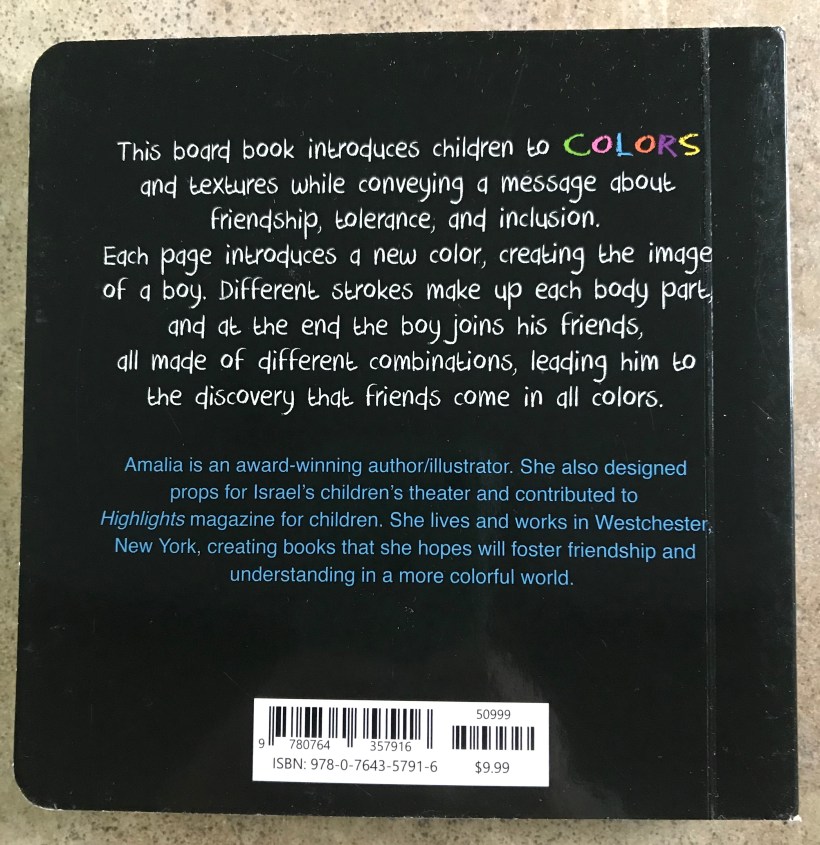 This board book introduces children to COLORS
and textures while conveying a message about
friendship, tolerance, and inclusion.
Each page introduces a new color, creating the image
of a boy. Different strokes make up each body part,
and at the end the boy joins his friends,
all made of different combinations, leading him to
the discovery that friends come in all colors.
Amalia is an award-winning author/illustrator. She also designed
props for Israel's children's theater and contributed to
Highlights magazine for children. She lives and works in Westchester,
New York, creating books that she hopes will foster friendship and
understanding in a more colorful world.
50999
9 780764 357916
ISBN: 978-0-7643-5791-6 $9.99